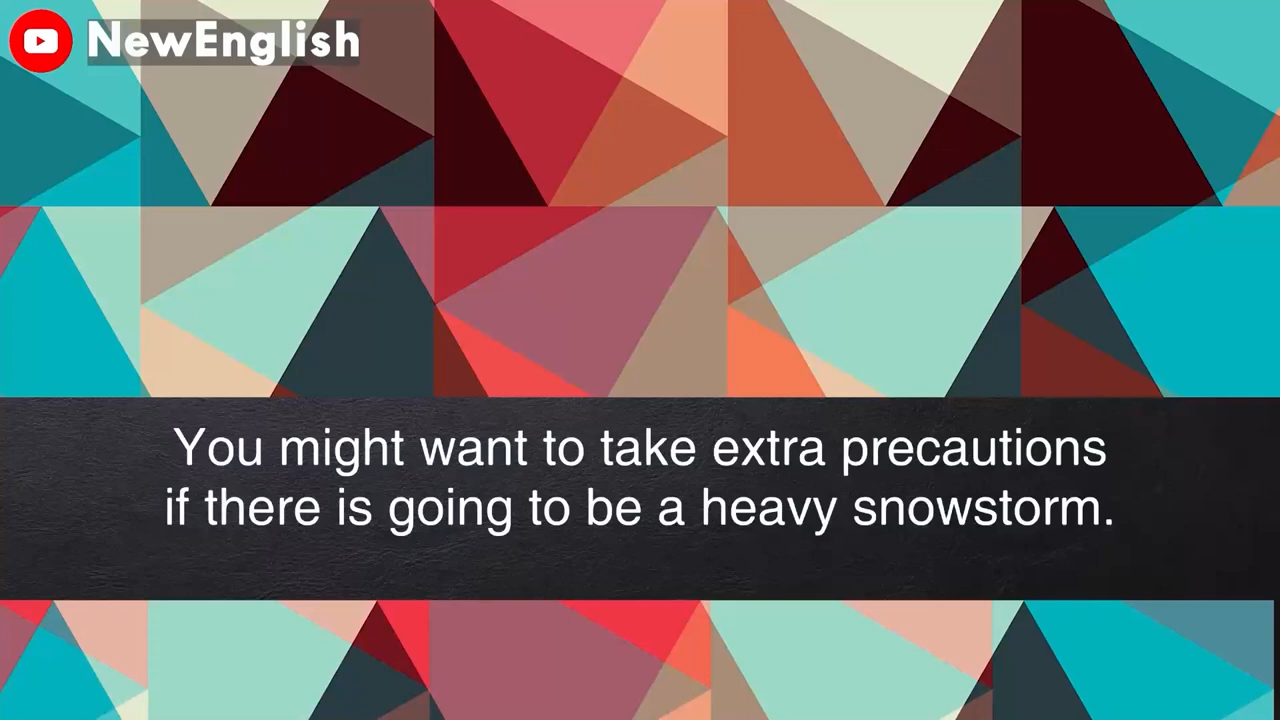 NewEnglish
You might want to take extra precautions
if there is going to be a heavy snowstorm.